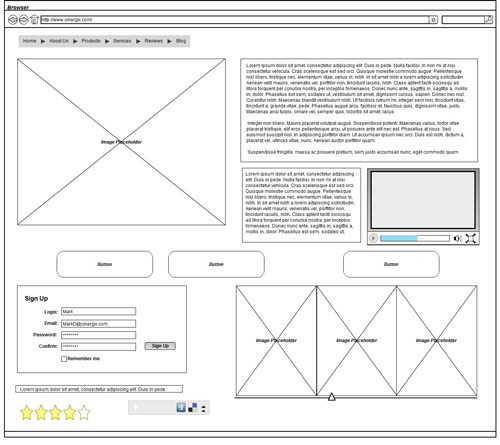 Browser
http://www.cinergix.com/
Home ▶ About Us ▶ Products ▶ Services ▶ Reviews ▶ Blog
Image Placeholder
Lorem ipsum dolor sit amet, consectetur adipiscing elit.
Duis in pede. Nulla facilisi. In non mi at nisi
consectetur vehicula. Cras scelerisque est sed orci. Quisque molestie commodo augue. Pellentesque
nisl libero, tristique nec, elementum vitae, varius in, nibh. In sit amet nibh a lorem adipiscing sollicitudin.
Aenean velit mauris, venenatis vel, porttitor non, tincidunt iaculis, nibh. Class aptent taciti sociosqu ad
litora torquent per conubia nostra, per inceptos himenaeos. Donec nunc ante, sagittis in, sagittis a, mollis
in, dolor. Phasellus est sem, sodales ut, vestibulum sit amet, dignissim cursus, sapien. Donec nec nisl.
Curabitur nibh. Maecenas blandit vestibulum nibh. Ut facilisis rutrum mi. Integer sem nisi, tincidunt vitae,
tincidunt a, gravida vitae, pede. Phasellus augue arcu, facilisis et, faucibus quis, dignissim vitae, justo.
Maecenas arcu turpis, ornare vel, semper quis, lobortis sit amet, lacus.
Integer non libero. Mauris placerat volutpat augue. Suspendisse potenti. Maecenas varius, tortor vitae
placerat tristique, elit eros pellentesque arcu, ut posuere ante elit nec est. Phasellus at risus. Sed
euismod suscipit nisl. In adipiscing porttitor diam. Ut accumsan ipsum nec orci. Duis est nibh, dictum a,
placerat vel, ultrices vitae, nunc. Aenean auctor porttitor quam.
Suspendisse fringilla, massa ac posuere pretium, sem justo accumsan nunc, eget commodo quam
Lorem ipsum dolor sit amet, consectetur adipiscing
elit. Duis in pede. Nulla facilisi. In non mi at nisi
consectetur vehicula. Cras scelerisque est sed orci.
Quisque molestie commodo augue. Pellentesque
nisl libero, tristique nec, elementum vitae, varius
in, nibh. In sit amet nibh a lorem adipiscing sollicitudin.
Aenean velit mauris, venenatis vel, porttitor non,
tincidunt iaculis, nibh. Class aptent taciti sociosqu
ad litora torquent per conubia nostra, per inceptos
himenaeos. Donec nunc ante, sagittis in, sagittis a,
mollis in, dolor. Phasellus est sem, sodales ut,
Button
Button
Button
Sign Up
Login: Mark
Email: MarkD@cinergix.com
Password: ********
Confirm: ******** Sign Up
Remember me
Image Placeholder
Image Placeholder
Image Placeholder
Lorem ipsum dolor sit amet, consectetur adipiscing elit. Duis in pede.